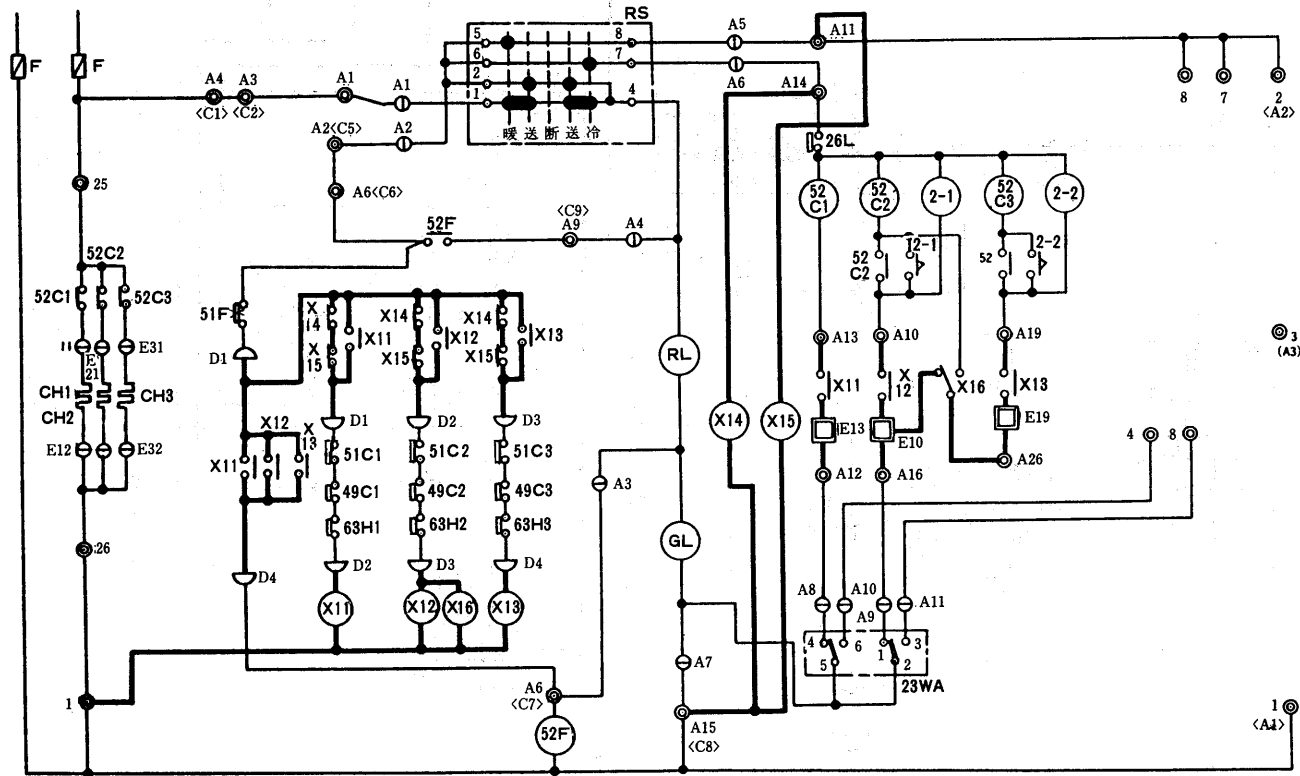 RS
F
F
A4
<C1>
A3
<C2>
A1
A1
5
6
2
1
8
7
4
暖 送 断 送 冷
A5
A6
A11
A14
8
7
2
<A2>
A2<C5>
A2
A6<C6>
25
26L
52
C1
52
C2
2-1
52
C3
2-2
52F
<C9>
A9
A4
52C2
52C1
52C3
52
C2
2-1
52
2-2
51F
X
14
X
15
X11
X14
X15
X12
X14
X15
X13
D1
11
E
21
E31
CH1
CH2
CH3
E12
E32
A13
A10
A19
3
(A3)
RL
X11
X
12
X16
X13
D1
D2
D3
X14
X15
E13
E10
E19
X12
X
13
X11
51C1
51C2
51C3
49C1
49C2
49C3
63H1
63H2
63H3
A3
A12
A16
A26
4
8
26
GL
D4
D2
D3
D4
X11
X12
X16
X13
A8
A10
A9
A11
4
5
6
1
2
3
23WA
A7
1
A6
<C7>
52F
A15
<C8>
1
<A1>